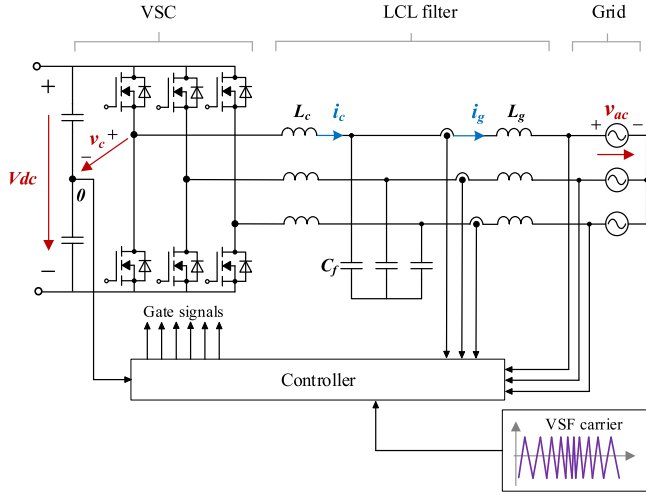 VSC LCL filter Grid
+ L_c i_c i_g L_g v_ac
v_c + + −
−
Vdc 0
− C_f
Gate signals
Controller
VSF carrier